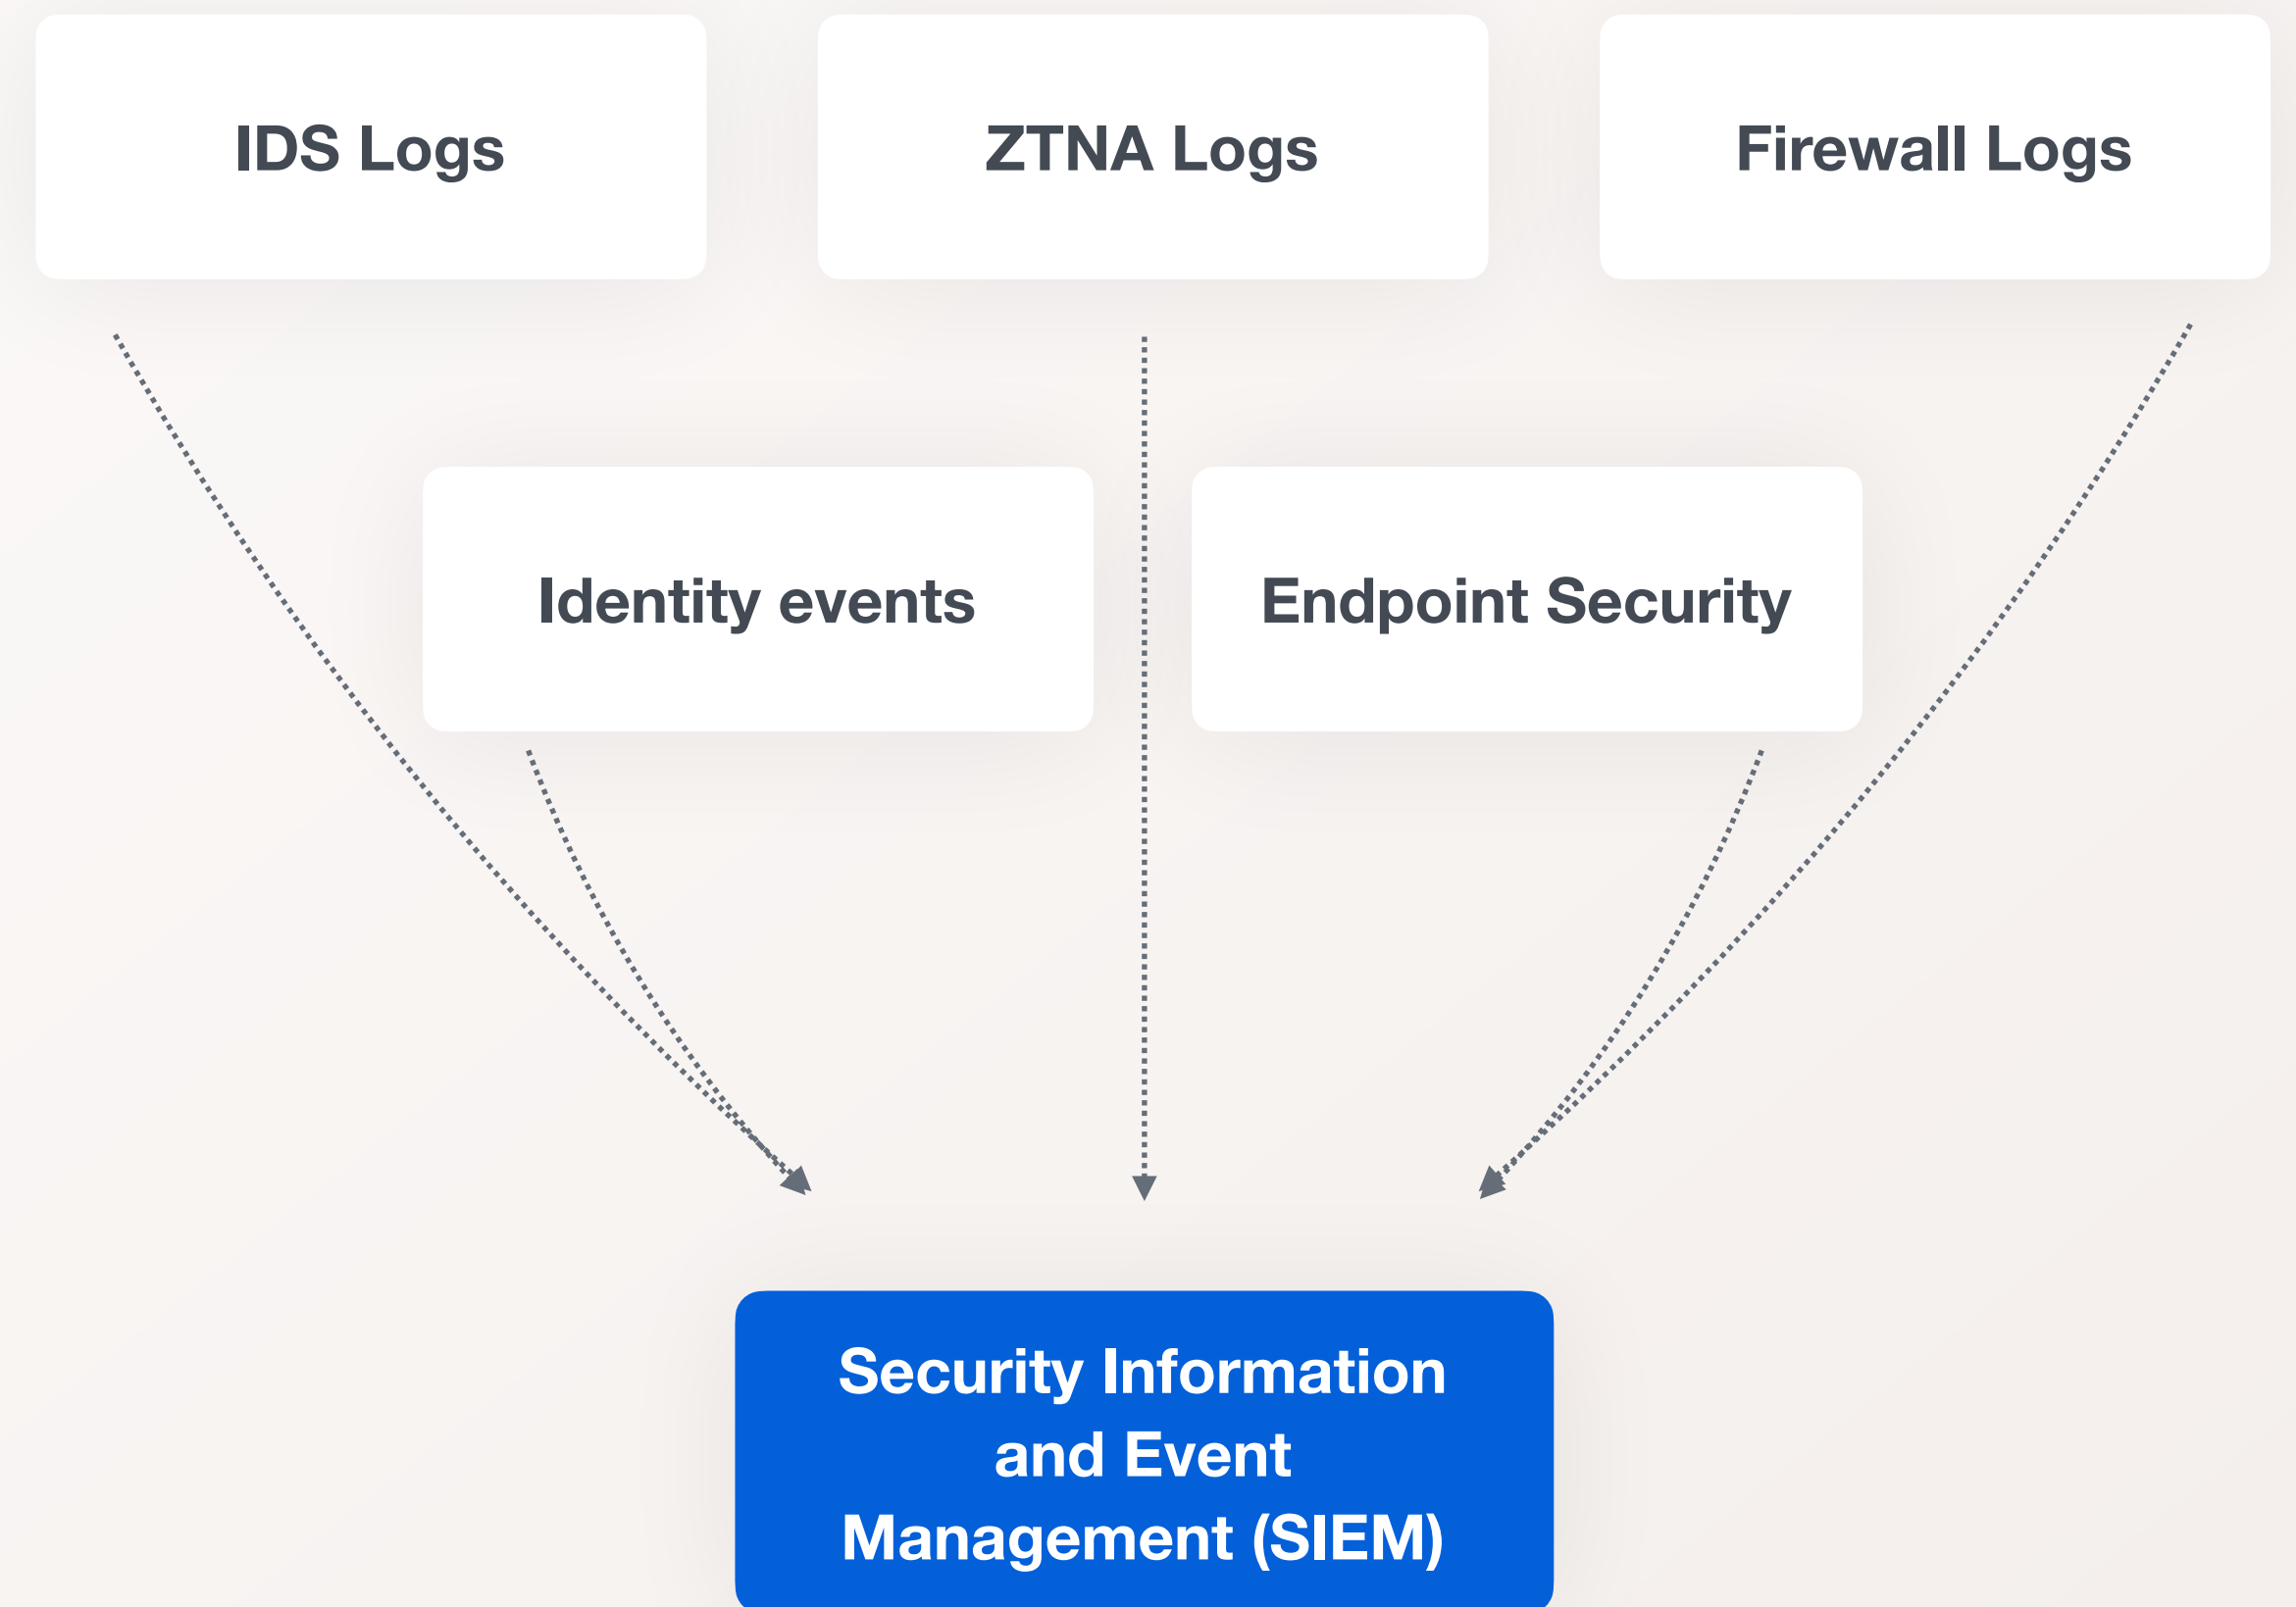 IDS Logs
ZTNA Logs
Firewall Logs
Identity events
Endpoint Security
Security Information
and Event
Management (SIEM)